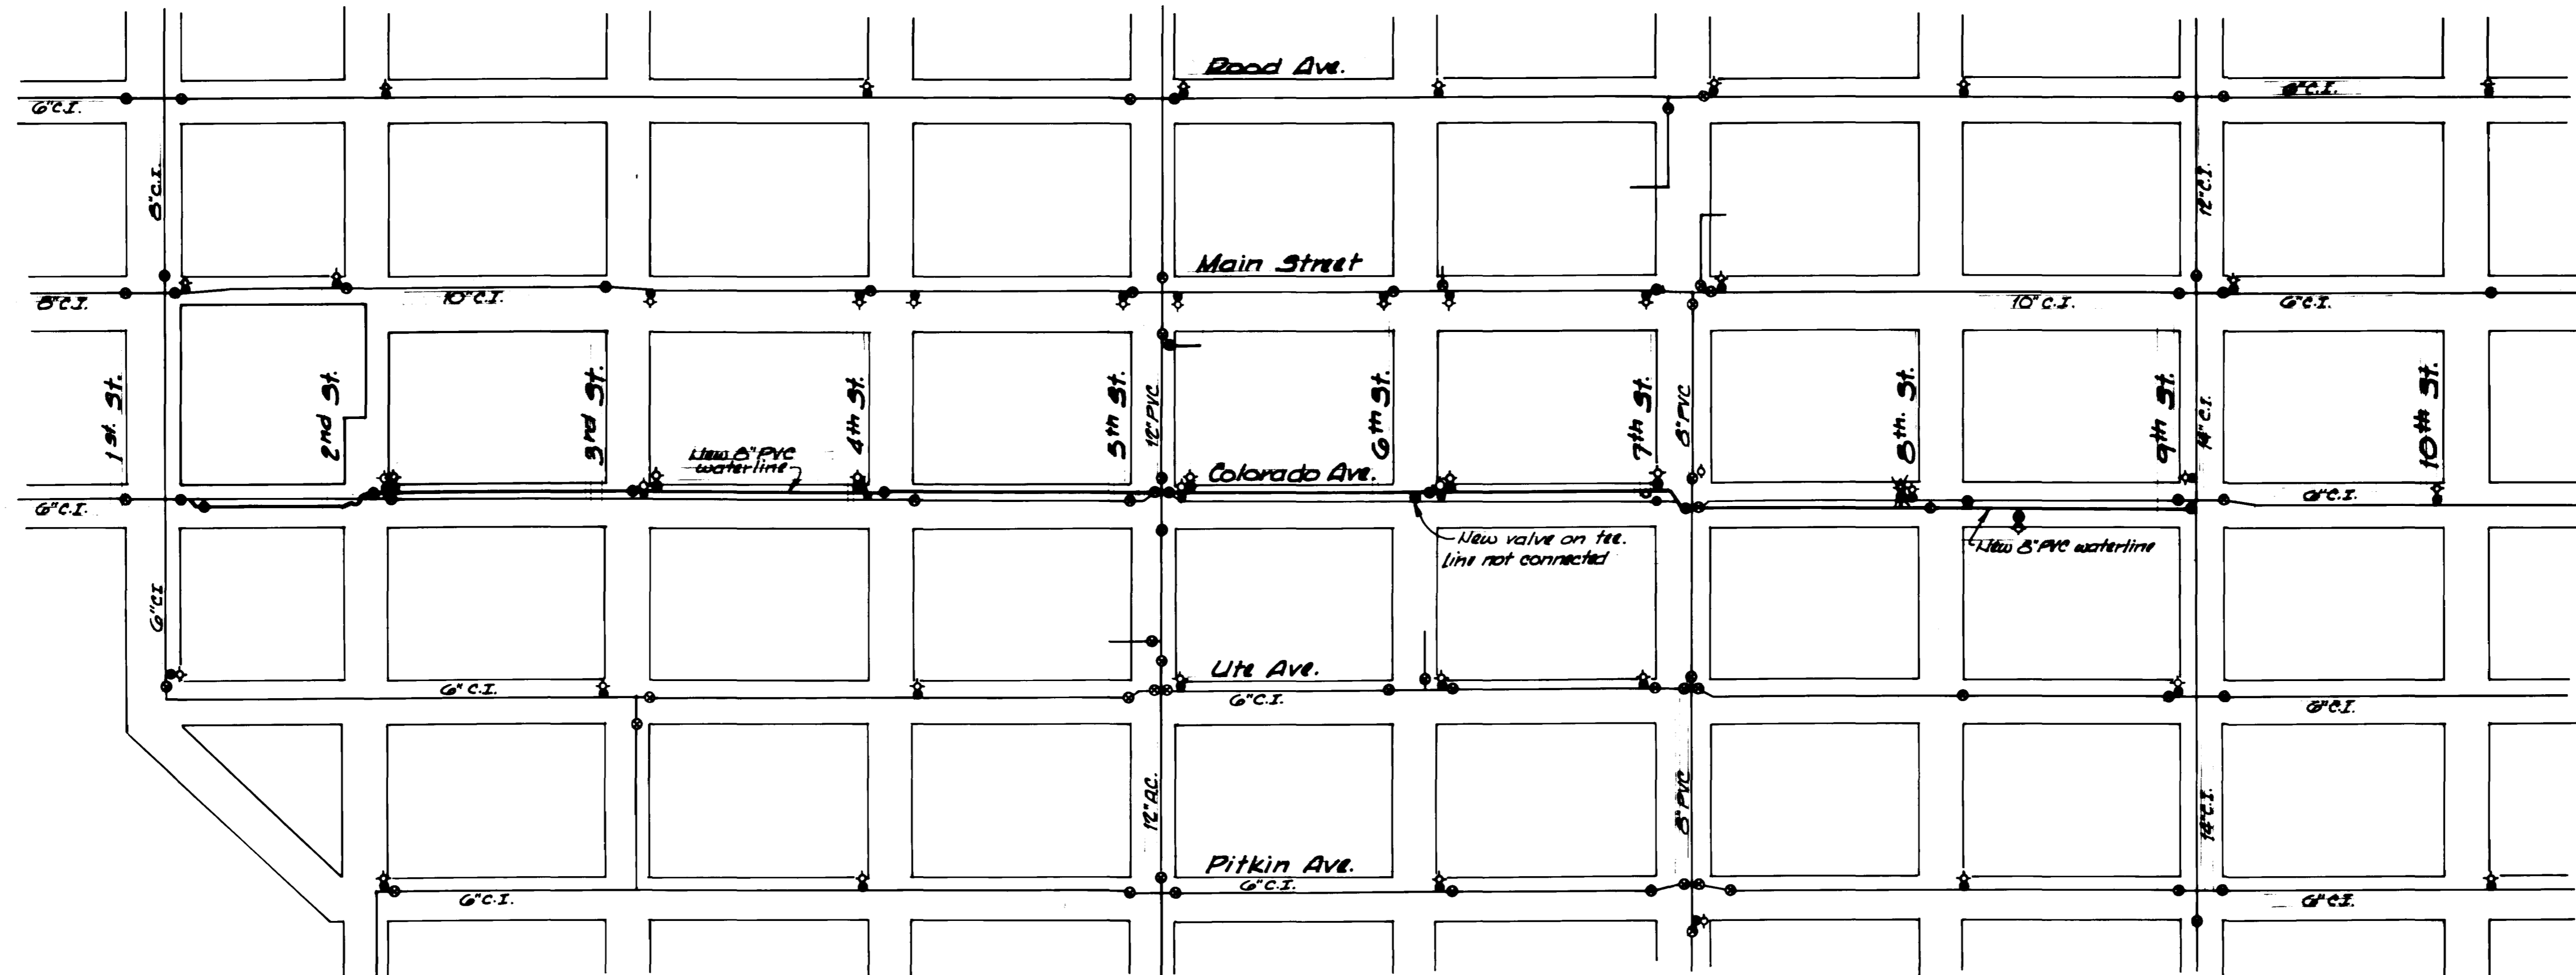 Rood Ave.
6" C.I.
6" C.I.
8" C.I.
12" C.I.
Main Street
8" C.I.
10" C.I.
10" C.I.
6" C.I.
1st. St.
2nd St.
3rd St.
4th St.
5th St.
12" PVC
6th St.
7th St.
8" PVC
8th. St.
9th St.
14" C.I.
10th St.
New 8" PVC
waterline
Colorado Ave.
6" C.I.
6" C.I.
New valve on tee.
line not connected
New 8" PVC waterline
6" C.I.
Ute Ave.
6" C.I.
6" C.I.
6" C.I.
12" A.C.
8" PVC
14" C.I.
Pitkin Ave.
6" C.I.
6" C.I.
6" C.I.